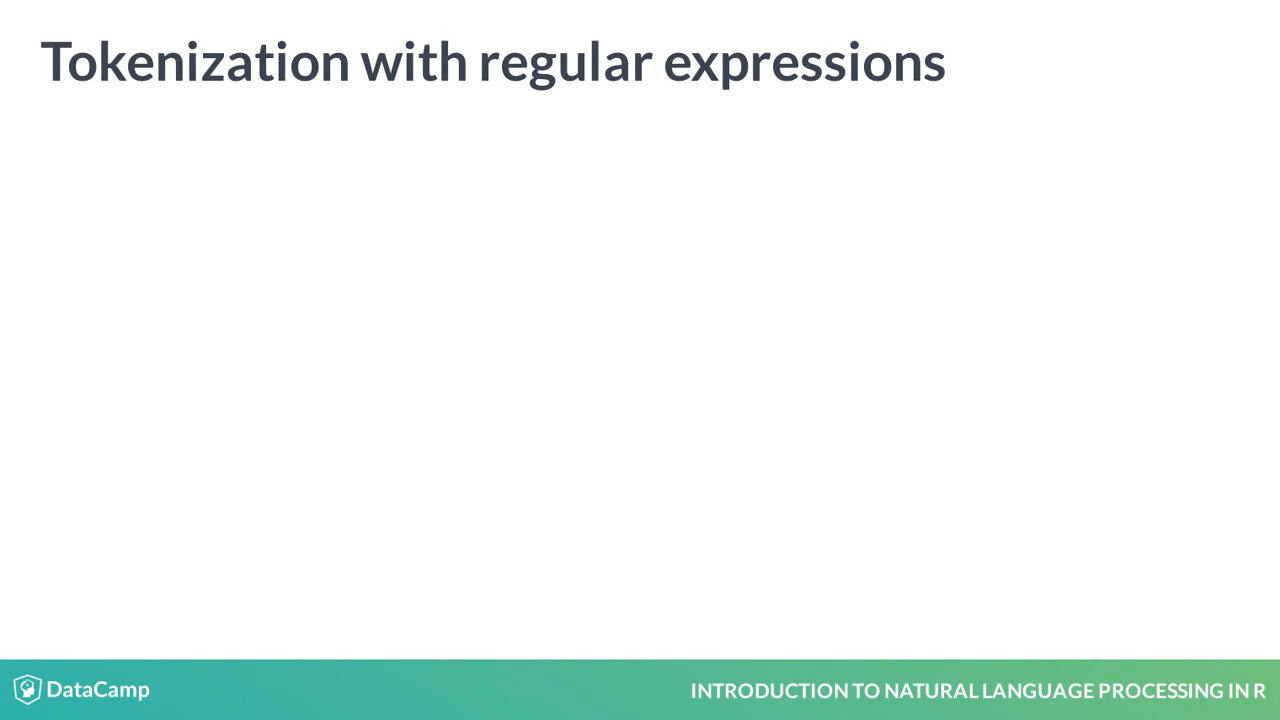 Tokenization with regular expressions
DataCamp
INTRODUCTION TO NATURAL LANGUAGE PROCESSING IN R